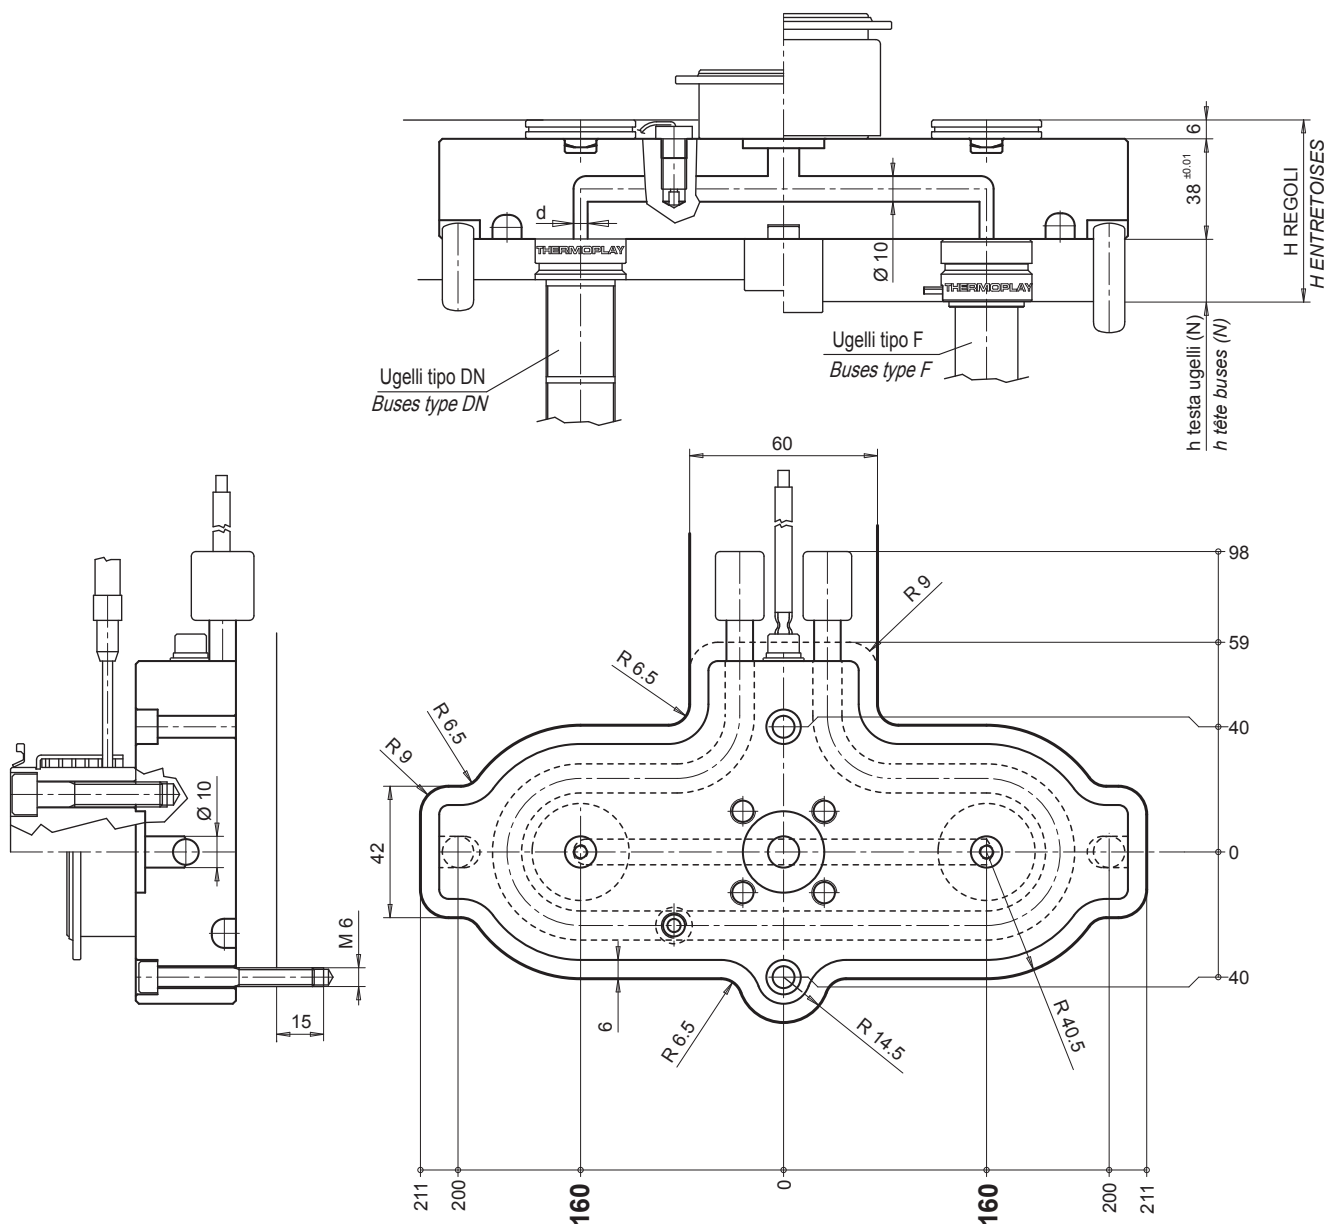 6
38 ±0.01
H REGOLI
H ENTRETOISES
d
THERMOPLAY
Ø 10
THERMOPLAY
Ugelli tipo DN
Buses type DN
Ugelli tipo F
Buses type F
h testa ugelli (N)
h tête buses (N)
60
98
R 9
59
R 6.5
R 6.5
40
R 9
Ø 10
42
0
M 6
40
15
6
R 6.5
R 14.5
R 40.5
211
200
160
0
160
200
211